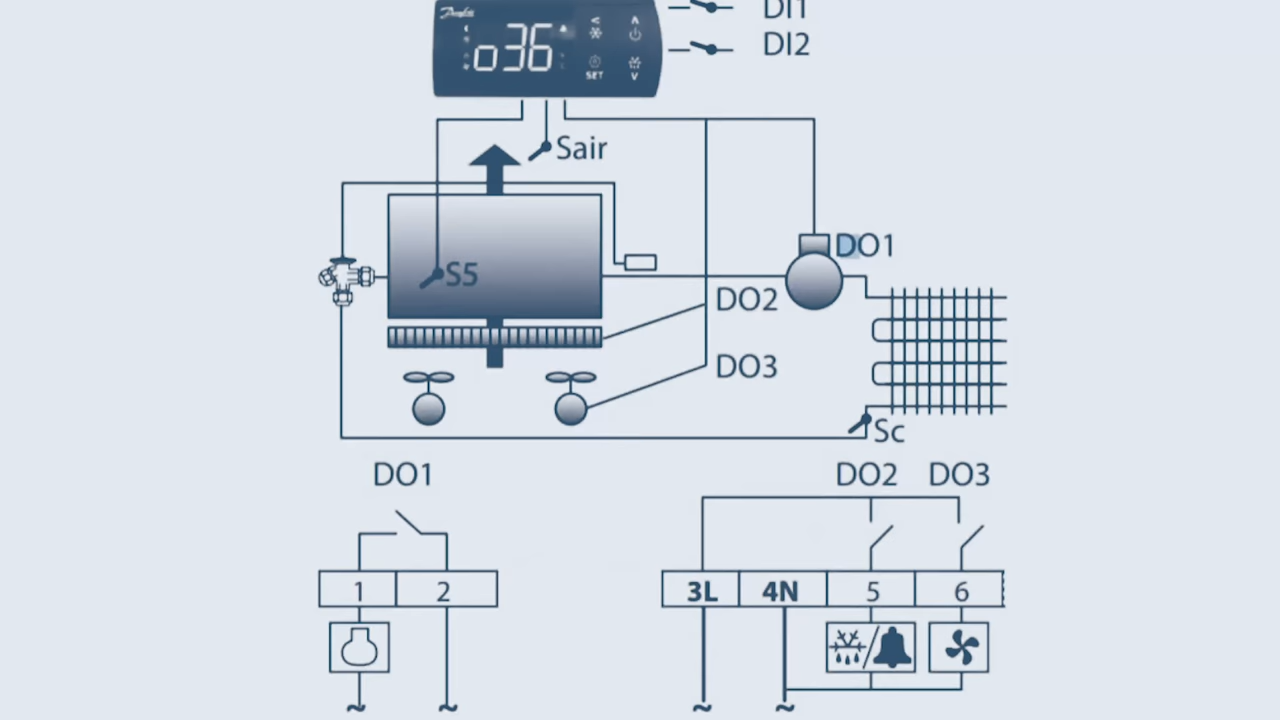 Danfoss
DI1
DI2
o36
SET
Sair
DO1
S5
DO2
DO3
Sc
DO1
DO2 DO3
1 2
3L 4N 5 6
~ ~ ~ ~